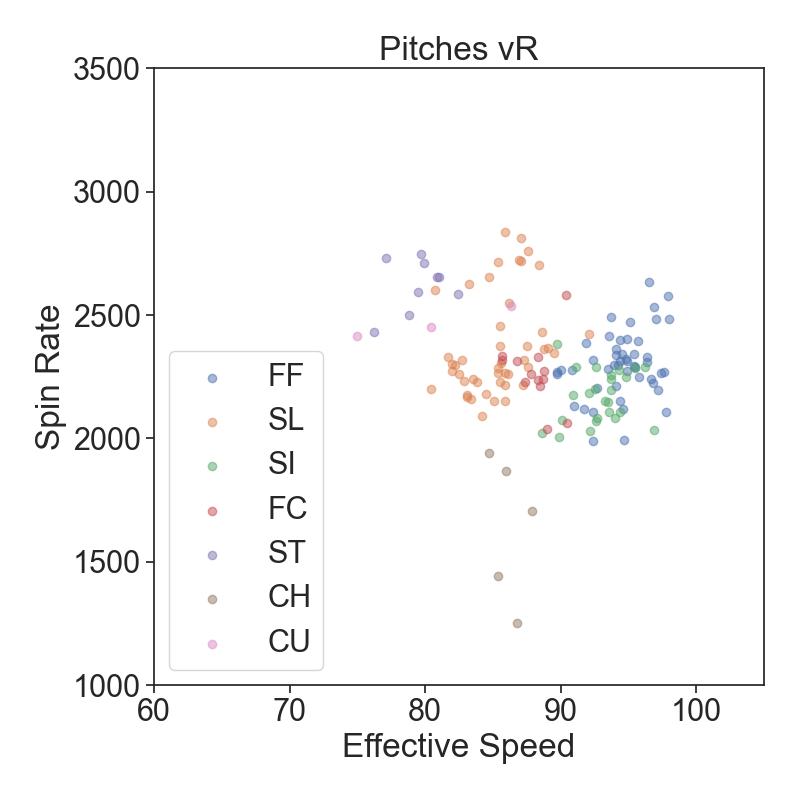 Pitches vR
3500
3000
2500
2000
1500
1000
Spin Rate
FF
SL
SI
FC
ST
CH
CU
60 70 80 90 100
Effective Speed